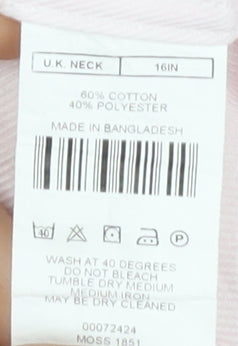 U.K. NECK 16IN
60% COTTON
40% POLYESTER
MADE IN BANGLADESH
40 P
WASH AT 40 DEGREES
DO NOT BLEACH
TUMBLE DRY MEDIUM
MEDIUM IRON
MAY BE DRY CLEANED
00072424
MOSS 1851